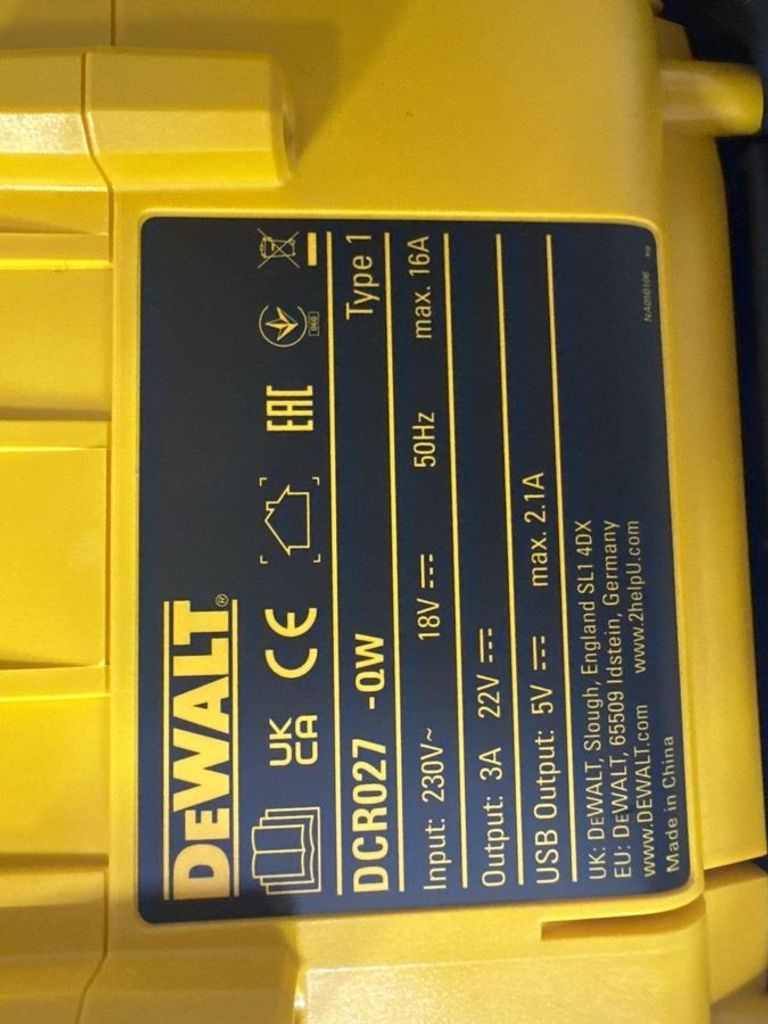 DEWALT®
UK CA CE EAC 060
DCR027 -QW Type 1
Input: 230V~ 18V ⎓ 50Hz max. 16A
Output: 3A 22V ⎓
USB Output: 5V ⎓ max. 2.1A
UK: DEWALT, Slough, England SL1 4DX
EU: DEWALT, 65509 Idstein, Germany
www.DEWALT.com www.2helpU.com
Made in China
NA050106